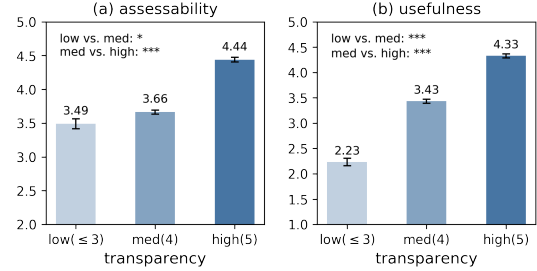 (a) assessability
5.0
4.5
4.0
3.5
3.0
2.5
2.0
low vs. med: *
med vs. high: ***
3.49
3.66
4.44
low(≤3)
med(4)
high(5)
transparency
(b) usefulness
5.0
4.5
4.0
3.5
3.0
2.5
2.0
1.5
1.0
low vs. med: ***
med vs. high: ***
2.23
3.43
4.33
low(≤3)
med(4)
high(5)
transparency